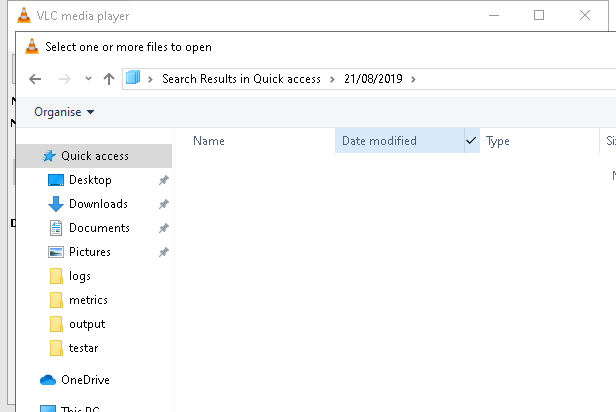 VLC media player
Select one or more files to open
Search Results in Quick access > 21/08/2019 >
Organise
Name Date modified Type Si
Quick access
Desktop
Downloads
Documents
Pictures
logs
metrics
output
testar
OneDrive
This PC